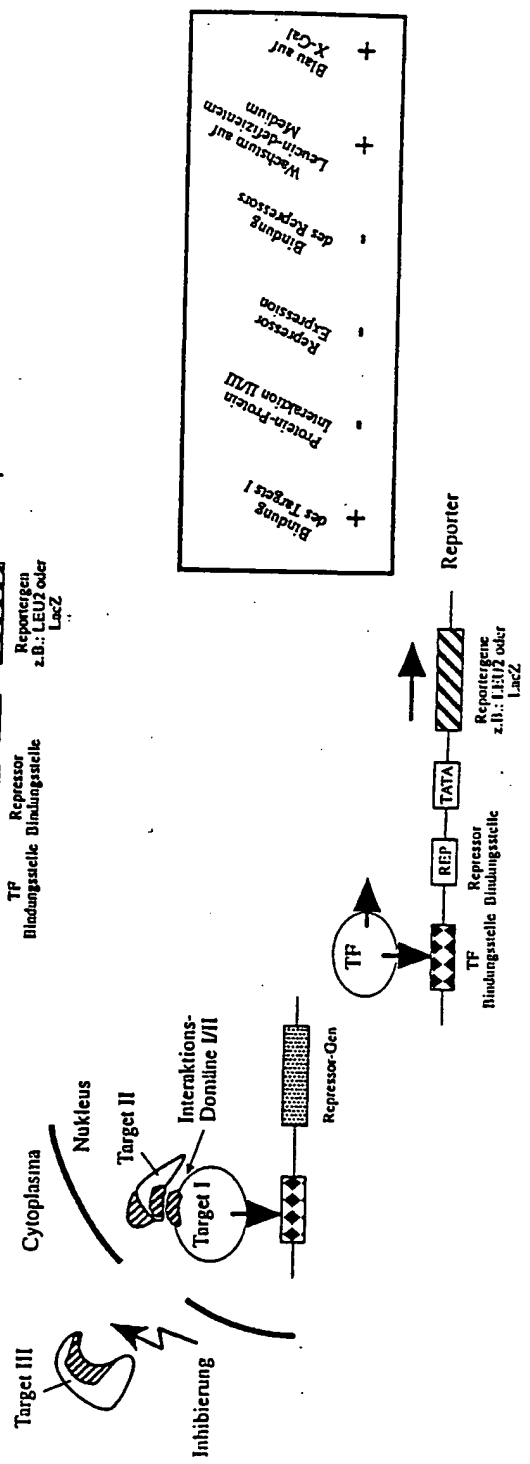 TF
Bindungsstelle
Repressor
Bindungsstelle
Reportergen
z.B.: LEU2 oder
LacZ
Target III
Cytoplasma
Nukleus
Target II
Interaktions-
Domäne I/II
Target I
Inhibierung
Repressor-Gen
TF
REP
TATA
Reporter
TF
Bindungsstelle
Repressor
Bindungsstelle
Reportergene
z.B.: LEU2 oder
LacZ
Bindung
des Targets I
Protein-Protein
Interaktion II/III
Repressor
Expression
Bindung
des Repressors
Wachstum auf
Leucin-defizientem
Medium
Blau auf
X-Gal
+ - - - + +